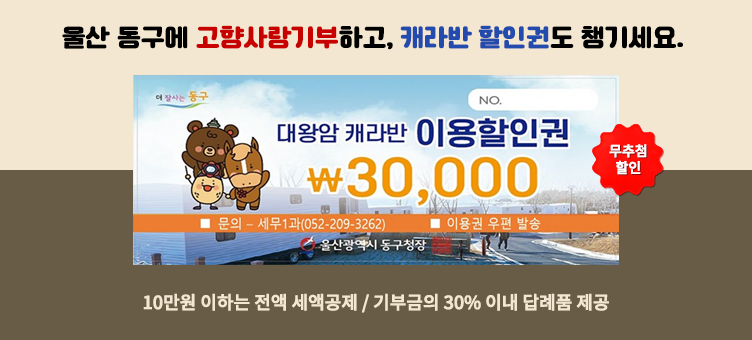 울산 동구에 고향사랑기부하고, 캐라반 할인권도 챙기세요.
더 잘사는 동구
NO.
대왕암 캐라반 이용할인권
₩30,000
무추첨
할인
■ 문의 – 세무1과(052-209-3262) ■ 이용권 우편 발송
울산광역시 동구청장
10만원 이하는 전액 세액공제 / 기부금의 30% 이내 답례품 제공